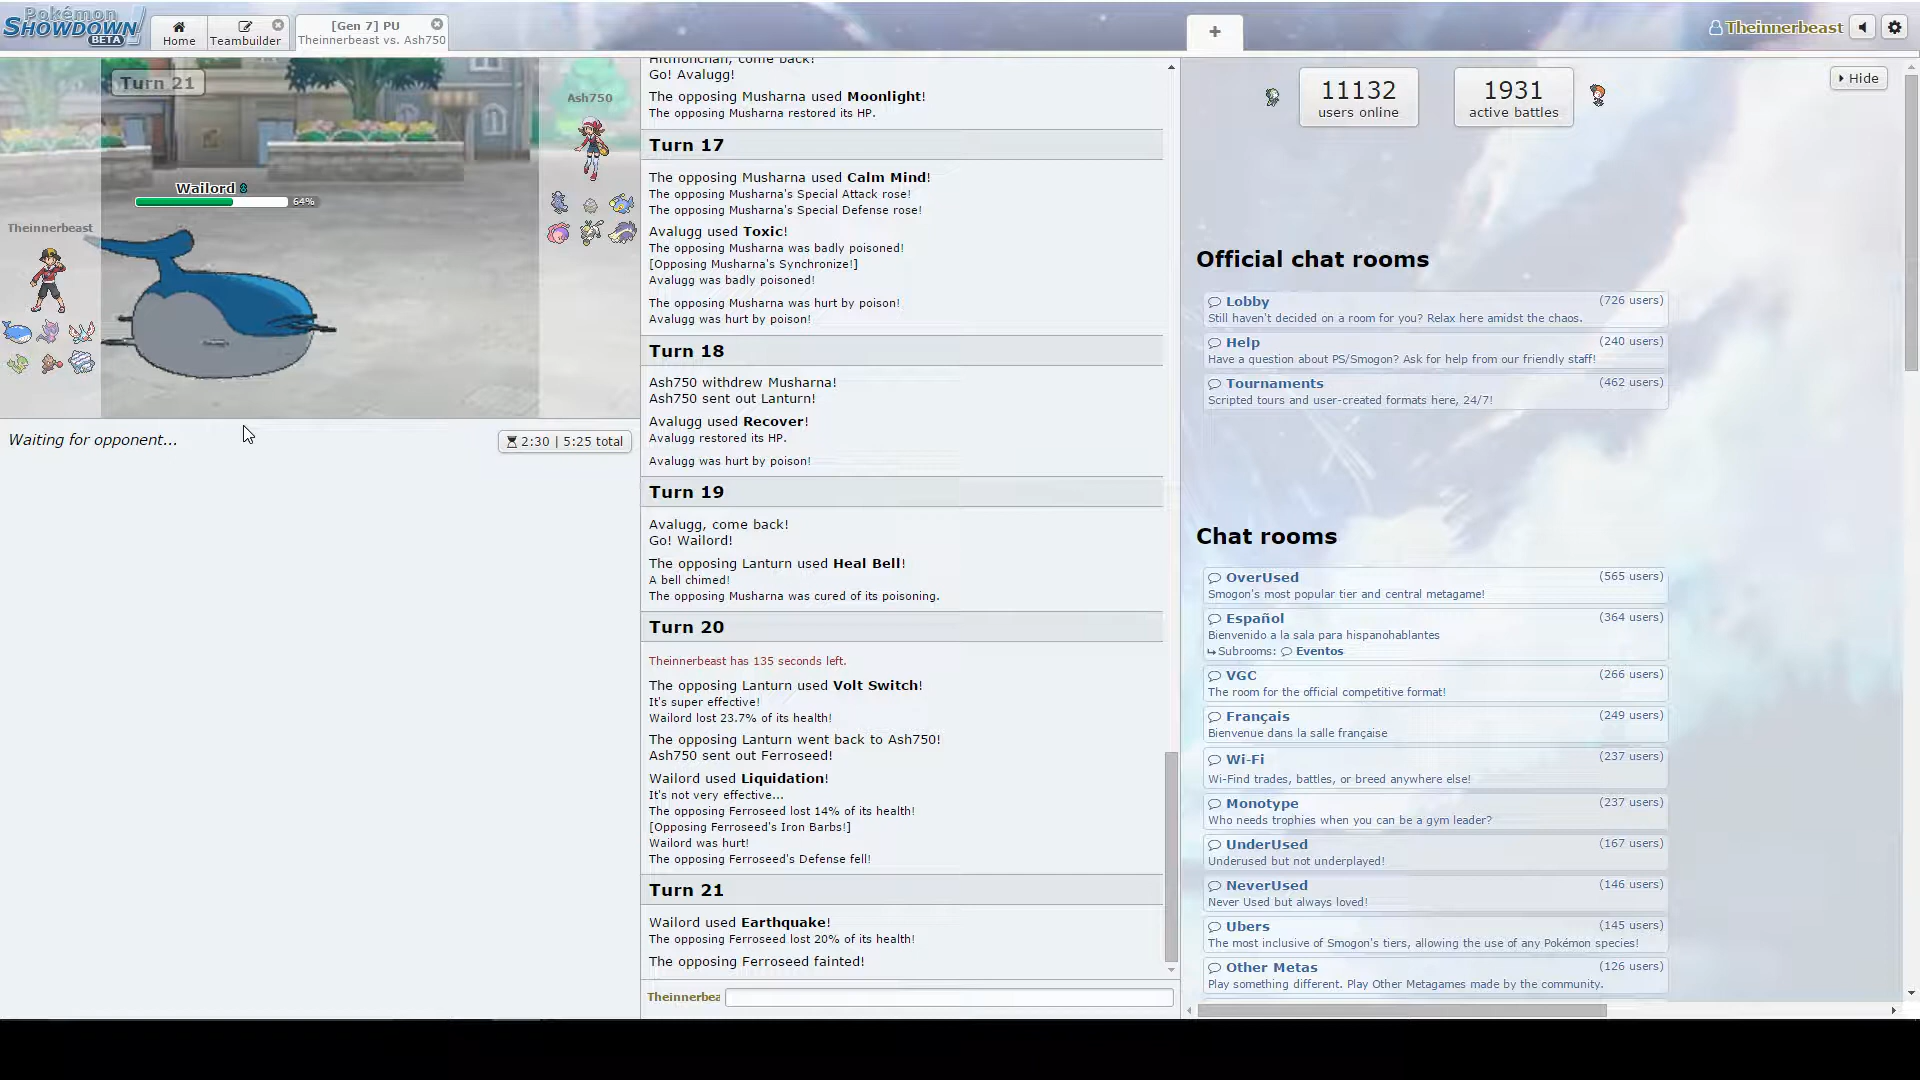 Pokémon
SHOWDOWN!
BETA
Home
Teambuilder
[Gen 7] PU
Theinnerbeast vs. Ash750
+
Theinnerbeast
Turn 21
Ash750
Wailord
64%
Theinnerbeast
Waiting for opponent...
2:30 | 5:25 total
Hitmonchan, come back!
Go! Avalugg!
The opposing Musharna used Moonlight!
The opposing Musharna restored its HP.
Turn 17
The opposing Musharna used Calm Mind!
The opposing Musharna's Special Attack rose!
The opposing Musharna's Special Defense rose!
Avalugg used Toxic!
The opposing Musharna was badly poisoned!
[Opposing Musharna's Synchronize!]
Avalugg was badly poisoned!
The opposing Musharna was hurt by poison!
Avalugg was hurt by poison!
Turn 18
Ash750 withdrew Musharna!
Ash750 sent out Lanturn!
Avalugg used Recover!
Avalugg restored its HP.
Avalugg was hurt by poison!
Turn 19
Avalugg, come back!
Go! Wailord!
The opposing Lanturn used Heal Bell!
A bell chimed!
The opposing Musharna was cured of its poisoning.
Turn 20
Theinnerbeast has 135 seconds left.
The opposing Lanturn used Volt Switch!
It's super effective!
Wailord lost 23.7% of its health!
The opposing Lanturn went back to Ash750!
Ash750 sent out Ferroseed!
Wailord used Liquidation!
It's not very effective...
The opposing Ferroseed lost 14% of its health!
[Opposing Ferroseed's Iron Barbs!]
Wailord was hurt!
The opposing Ferroseed's Defense fell!
Turn 21
Wailord used Earthquake!
The opposing Ferroseed lost 20% of its health!
The opposing Ferroseed fainted!
Theinnerbea
11132
users online
1931
active battles
Hide
Official chat rooms
Lobby (726 users)
Still haven't decided on a room for you? Relax here amidst the chaos.
Help (240 users)
Have a question about PS/Smogon? Ask for help from our friendly staff!
Tournaments (462 users)
Scripted tours and user-created formats here, 24/7!
Chat rooms
OverUsed (565 users)
Smogon's most popular tier and central metagame!
Español (364 users)
Bienvenido a la sala para hispanohablantes
Subrooms: Eventos
VGC (266 users)
The room for the official competitive format!
Français (249 users)
Bienvenue dans la salle française
Wi-Fi (237 users)
Wi-Find trades, battles, or breed anywhere else!
Monotype (237 users)
Who needs trophies when you can be a gym leader?
UnderUsed (167 users)
Underused but not underplayed!
NeverUsed (146 users)
Never Used but always loved!
Ubers (145 users)
The most inclusive of Smogon's tiers, allowing the use of any Pokémon species!
Other Metas (126 users)
Play something different. Play Other Metagames made by the community.